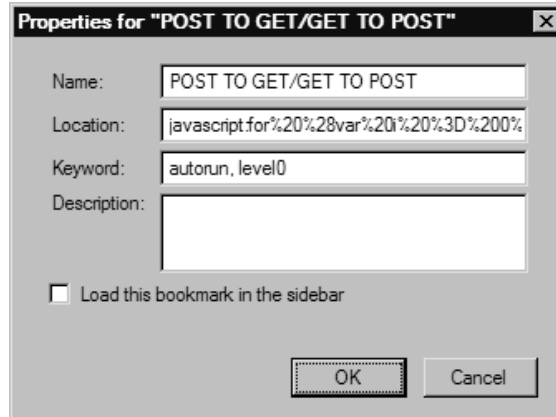 Properties for "POST TO GET/GET TO POST"
Name: POST TO GET/GET TO POST
Location: javascript:for%20%28var%20i%20%3D%200%
Keyword: autorun, level0
Description:
Load this bookmark in the sidebar
OK Cancel